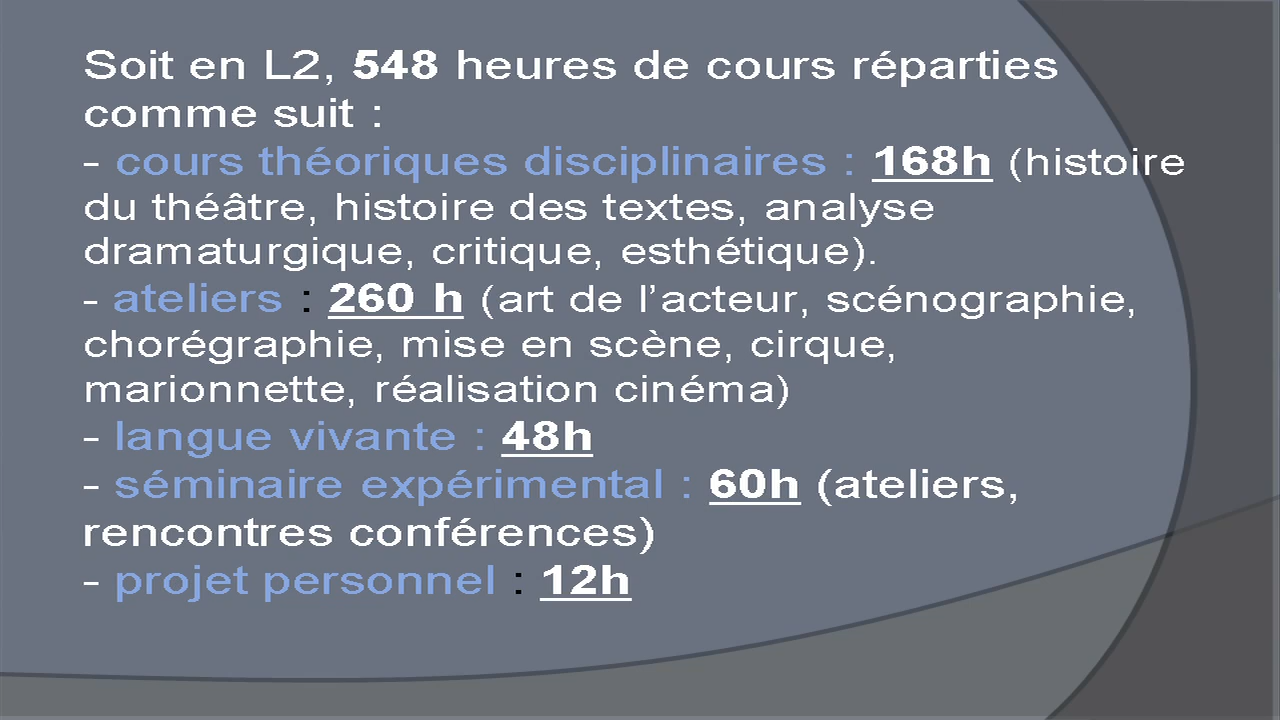 Soit en L2, 548 heures de cours réparties
comme suit :
- cours théoriques disciplinaires : 168h (histoire
du théâtre, histoire des textes, analyse
dramaturgique, critique, esthétique).
- ateliers : 260 h (art de l’acteur, scénographie,
chorégraphie, mise en scène, cirque,
marionnette, réalisation cinéma)
- langue vivante : 48h
- séminaire expérimental : 60h (ateliers,
rencontres conférences)
- projet personnel : 12h